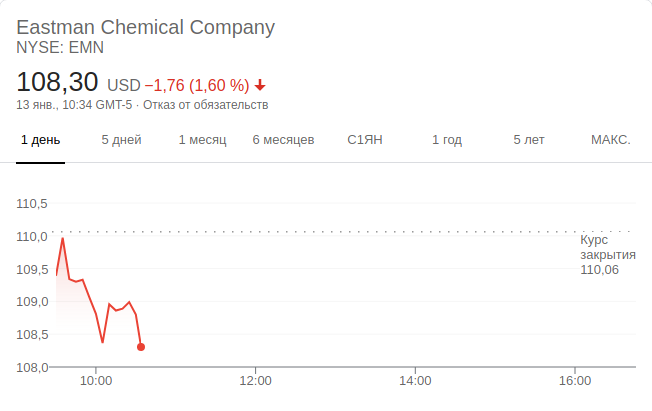 Eastman Chemical Company
NYSE: EMN
108,30 USD −1,76 (1,60 %)
13 янв., 10:34 GMT-5 · Отказ от обязательств
1 день 5 дней 1 месяц 6 месяцев С1ЯН 1 год 5 лет МАКС.
110,5
110,0
Курс
закрытия
109,5
110,06
109,0
108,5
108,0
10:00 12:00 14:00 16:00